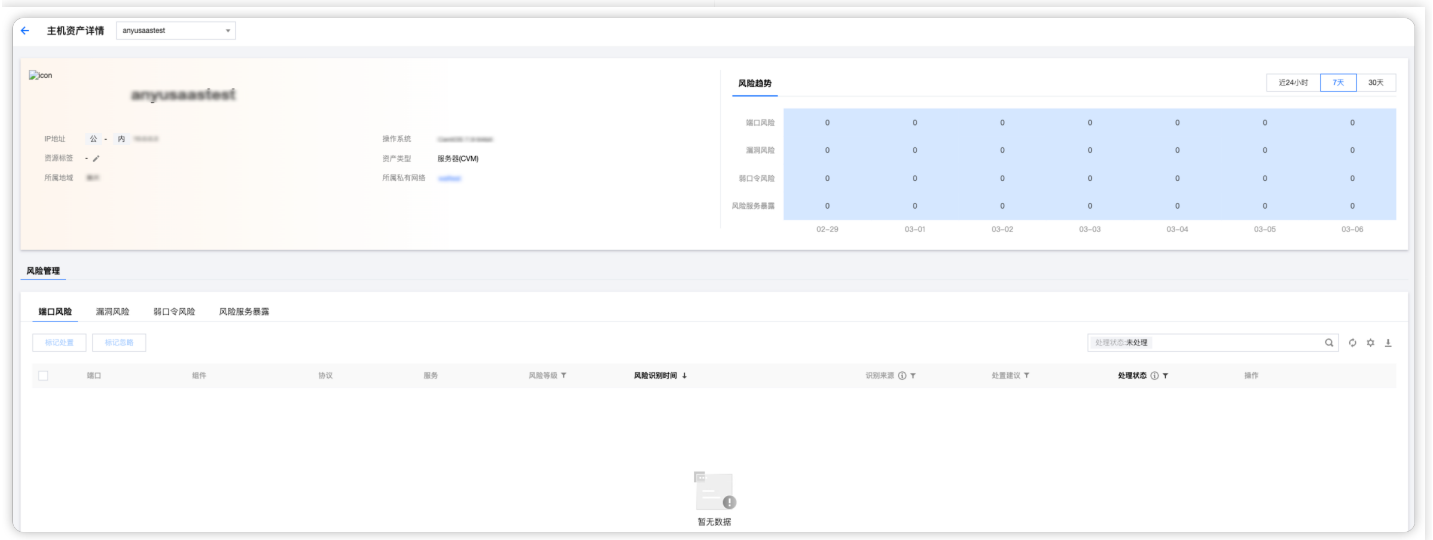 主机资产详情 anyusaastest
icon
anyusaastest
IP地址 公 - 内
操作系统
资源标签 -
资产类型 服务器(CVM)
所属地域
所属私有网络
风险趋势 近24小时 7天 30天
端口风险 0 0 0 0 0 0 0
漏洞风险 0 0 0 0 0 0 0
弱口令风险 0 0 0 0 0 0 0
风险服务暴露 0 0 0 0 0 0 0
02-29 03-01 03-02 03-03 03-04 03-05 03-06
风险管理
端口风险 漏洞风险 弱口令风险 风险服务暴露
标记处置 标记忽略 处理状态:未处理
端口 组件 协议 服务 风险等级 风险识别时间 识别来源 处置建议 处理状态 操作
暂无数据